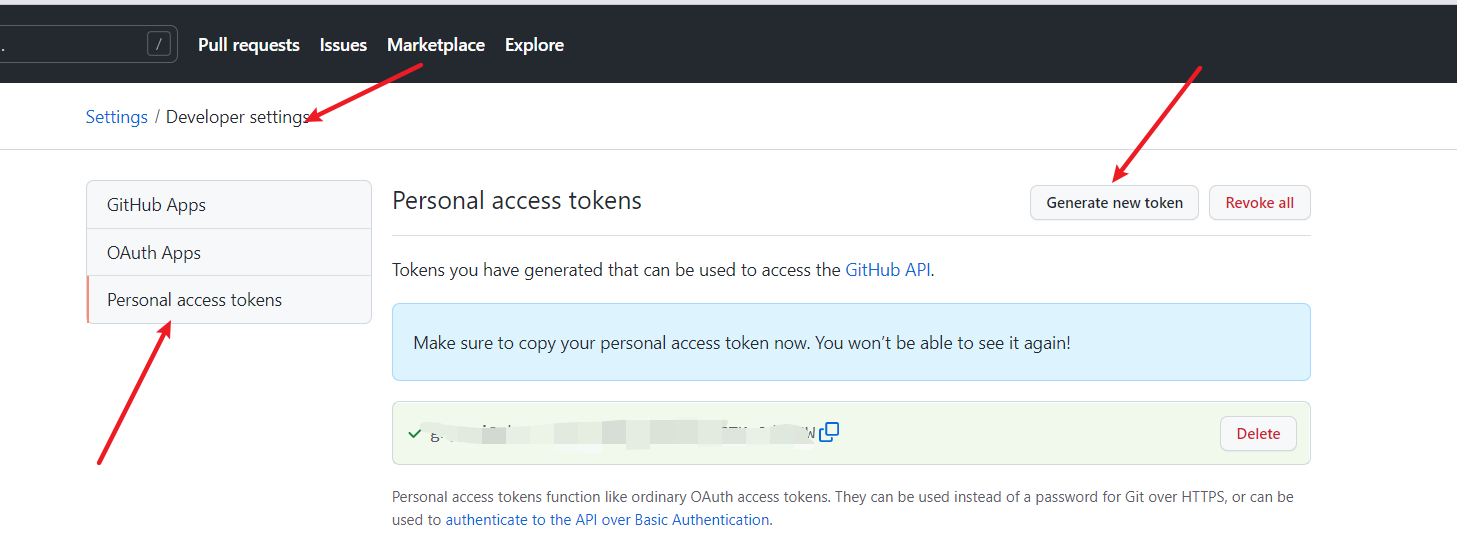 / Pull requests Issues Marketplace Explore
Settings / Developer settings
GitHub Apps
OAuth Apps
Personal access tokens
Personal access tokens
Generate new token
Revoke all
Tokens you have generated that can be used to access the GitHub API.
Make sure to copy your personal access token now. You won’t be able to see it again!
Delete
Personal access tokens function like ordinary OAuth access tokens. They can be used instead of a password for Git over HTTPS, or can be
used to authenticate to the API over Basic Authentication.